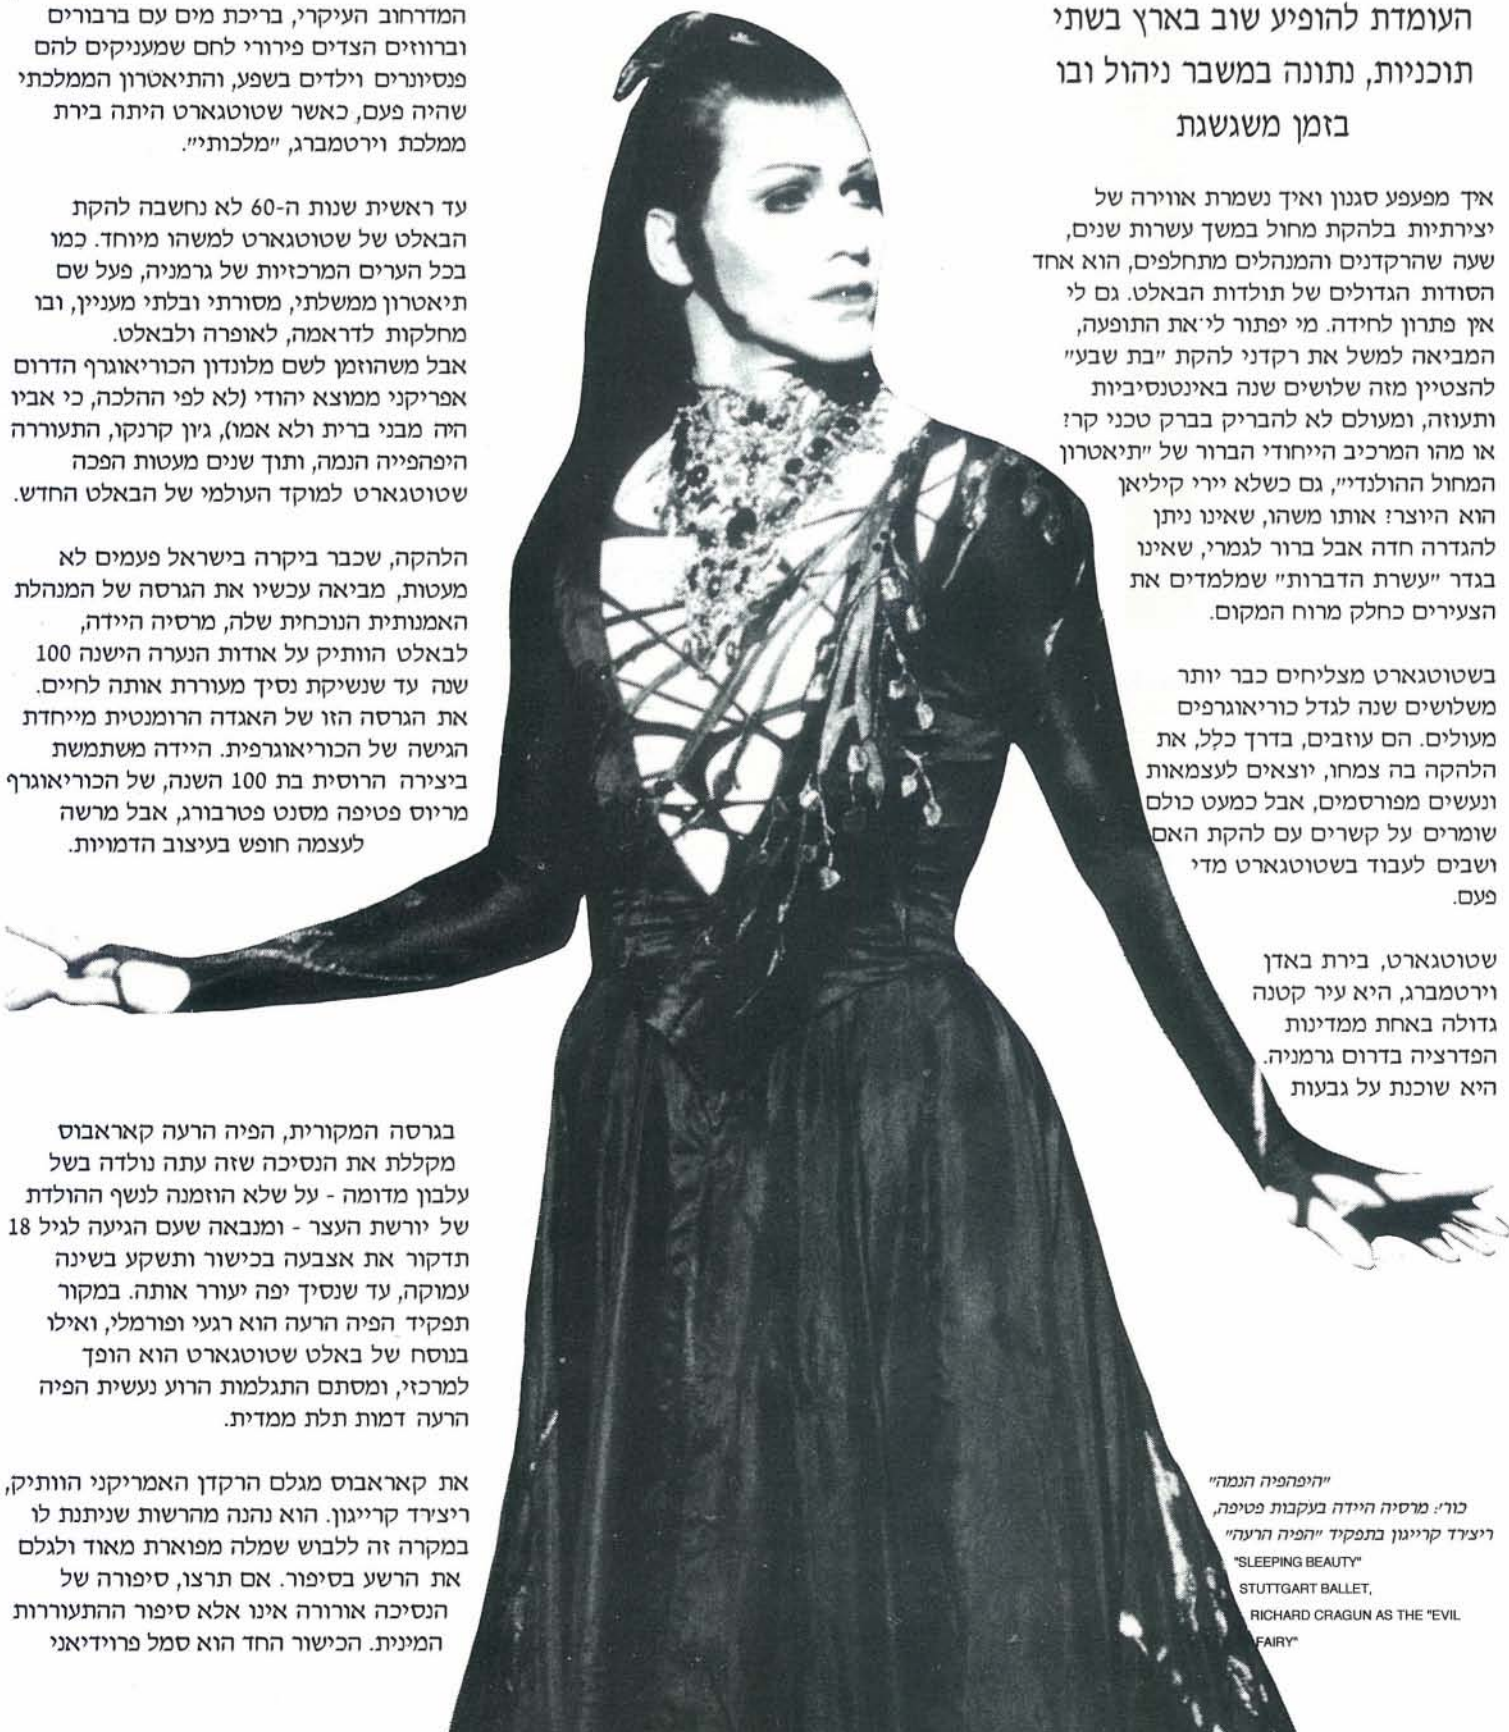 העומדת להופיע שוב בארץ בשתי
תוכניות, נתונה במשבר ניהול ובו
בזמן משגשגת
איך מפעפע סגנון ואיך נשמרת אווירה של
יצירתיות בלהקת מחול במשך עשרות שנים,
שעה שהרקדנים והמנהלים מתחלפים, הוא אחד
הסודות הגדולים של תולדות הבאלט. גם לי
אין פתרון לחידה. מי יפתור לי את התופעה,
המביאה למשל את רקדני להקת "בת שבע"
להצטיין מזה שלושים שנה באינטנסיביות
ותעוזה, ומעולם לא להבריק בברק טכני קר?
או מהו המרכיב הייחודי הברור של "תיאטרון
המחול ההולנדי", גם כשלא יירי קיליאן
הוא היוצר? אותו משהו, שאינו ניתן
להגדרה חדה אבל ברור לגמרי, שאינו
בגדר "עשרת הדברות" שמלמדים את
הצעירים כחלק מרוח המקום.
בשטוטגארט מצליחים כבר יותר
משלושים שנה לגדל כוריאוגרפים
מעולים. הם עוזבים, בדרך כלל, את
הלהקה בה צמחו, יוצאים לעצמאות
ונעשים מפורסמים, אבל כמעט כולם
שומרים על קשרים עם להקת האם
ושבים לעבוד בשטוטגארט מדי
פעם.
שטוטגארט, בירת באדן
וירטמברג, היא עיר קטנה
גדולה באחת ממדינות
הפדרציה בדרום גרמניה.
היא שוכנת על גבעות
המדרחוב העיקרי, בריכת מים עם ברבורים
וברווזים הצדים פירורי לחם שמעניקים להם
פנסיונרים וילדים בשפע, והתיאטרון הממלכתי
שהיה פעם, כאשר שטוטגארט היתה בירת
ממלכת וירטמברג, "מלכותי".
עד ראשית שנות ה-60 לא נחשבה להקת
הבאלט של שטוטגארט למשהו מיוחד. כמו
בכל הערים המרכזיות של גרמניה, פעל שם
תיאטרון ממשלתי, מסורתי ובלתי מעניין, ובו
מחלקות לדראמה, לאופרה ולבאלט.
אבל משהוזמן לשם מלונדון הכוריאוגרף הדרום
אפריקני ממוצא יהודי (לא לפי ההלכה, כי אביו
היה מבני ברית ולא אמו), ג'ון קרנקו, התעוררה
היפהפייה הנמה, ותוך שנים מעטות הפכה
שטוטגארט למוקד העולמי של הבאלט החדש.
הלהקה, שכבר ביקרה בישראל פעמים לא
מעטות, מביאה עכשיו את הגרסה של המנהלת
האמנותית הנוכחית שלה, מרסיה היידה,
לבאלט הוותיק על אודות הנערה הישנה 100
שנה עד שנשיקת נסיך מעוררת אותה לחיים.
את הגרסה הזו של האגדה הרומנטית מייחדת
הגישה של הכוריאוגרפית. היידה משתמשת
ביצירה הרוסית בת 100 השנה, של הכוריאוגרף
מריוס פטיפה מסנט פטרבורג, אבל מרשה
לעצמה חופש בעיצוב הדמויות.
בגרסה המקורית, הפיה הרעה קאראבוס
מקללת את הנסיכה שזה עתה נולדה בשל
עלבון מדומה - על שלא הוזמנה לנשף ההולדת
של יורשת העצר - ומנבאה שעם הגיעה לגיל 18
תדקור את אצבעה בכישור ותשקע בשינה
עמוקה, עד שנסיך יפה יעורר אותה. במקור
תפקיד הפיה הרעה הוא רגעי ופורמלי, ואילו
בנוסח של באלט שטוטגארט הוא הופך
למרכזי, ומסתם התגלמות הרוע נעשית הפיה
הרעה דמות תלת ממדית.
את קאראבוס מגלם הרקדן האמריקני הוותיק,
ריצ'רד קרייגון. הוא נהנה מהרשות שניתנת לו
במקרה זה ללבוש שמלה מפוארת מאוד ולגלם
את הרשע בסיפור. אם תרצו, סיפורה של
הנסיכה אורורה אינו אלא סיפור ההתעוררות
המינית. הכישור החד הוא סמל פרוידיאני
"היפהפיה הנמה"
כור': מרסיה היידה בעקבות פטיפה,
ריצ'רד קרייגון בתפקיד "הפיה הרעה"
"SLEEPING BEAUTY"
STUTTGART BALLET,
RICHARD CRAGUN AS THE "EVIL
FAIRY"